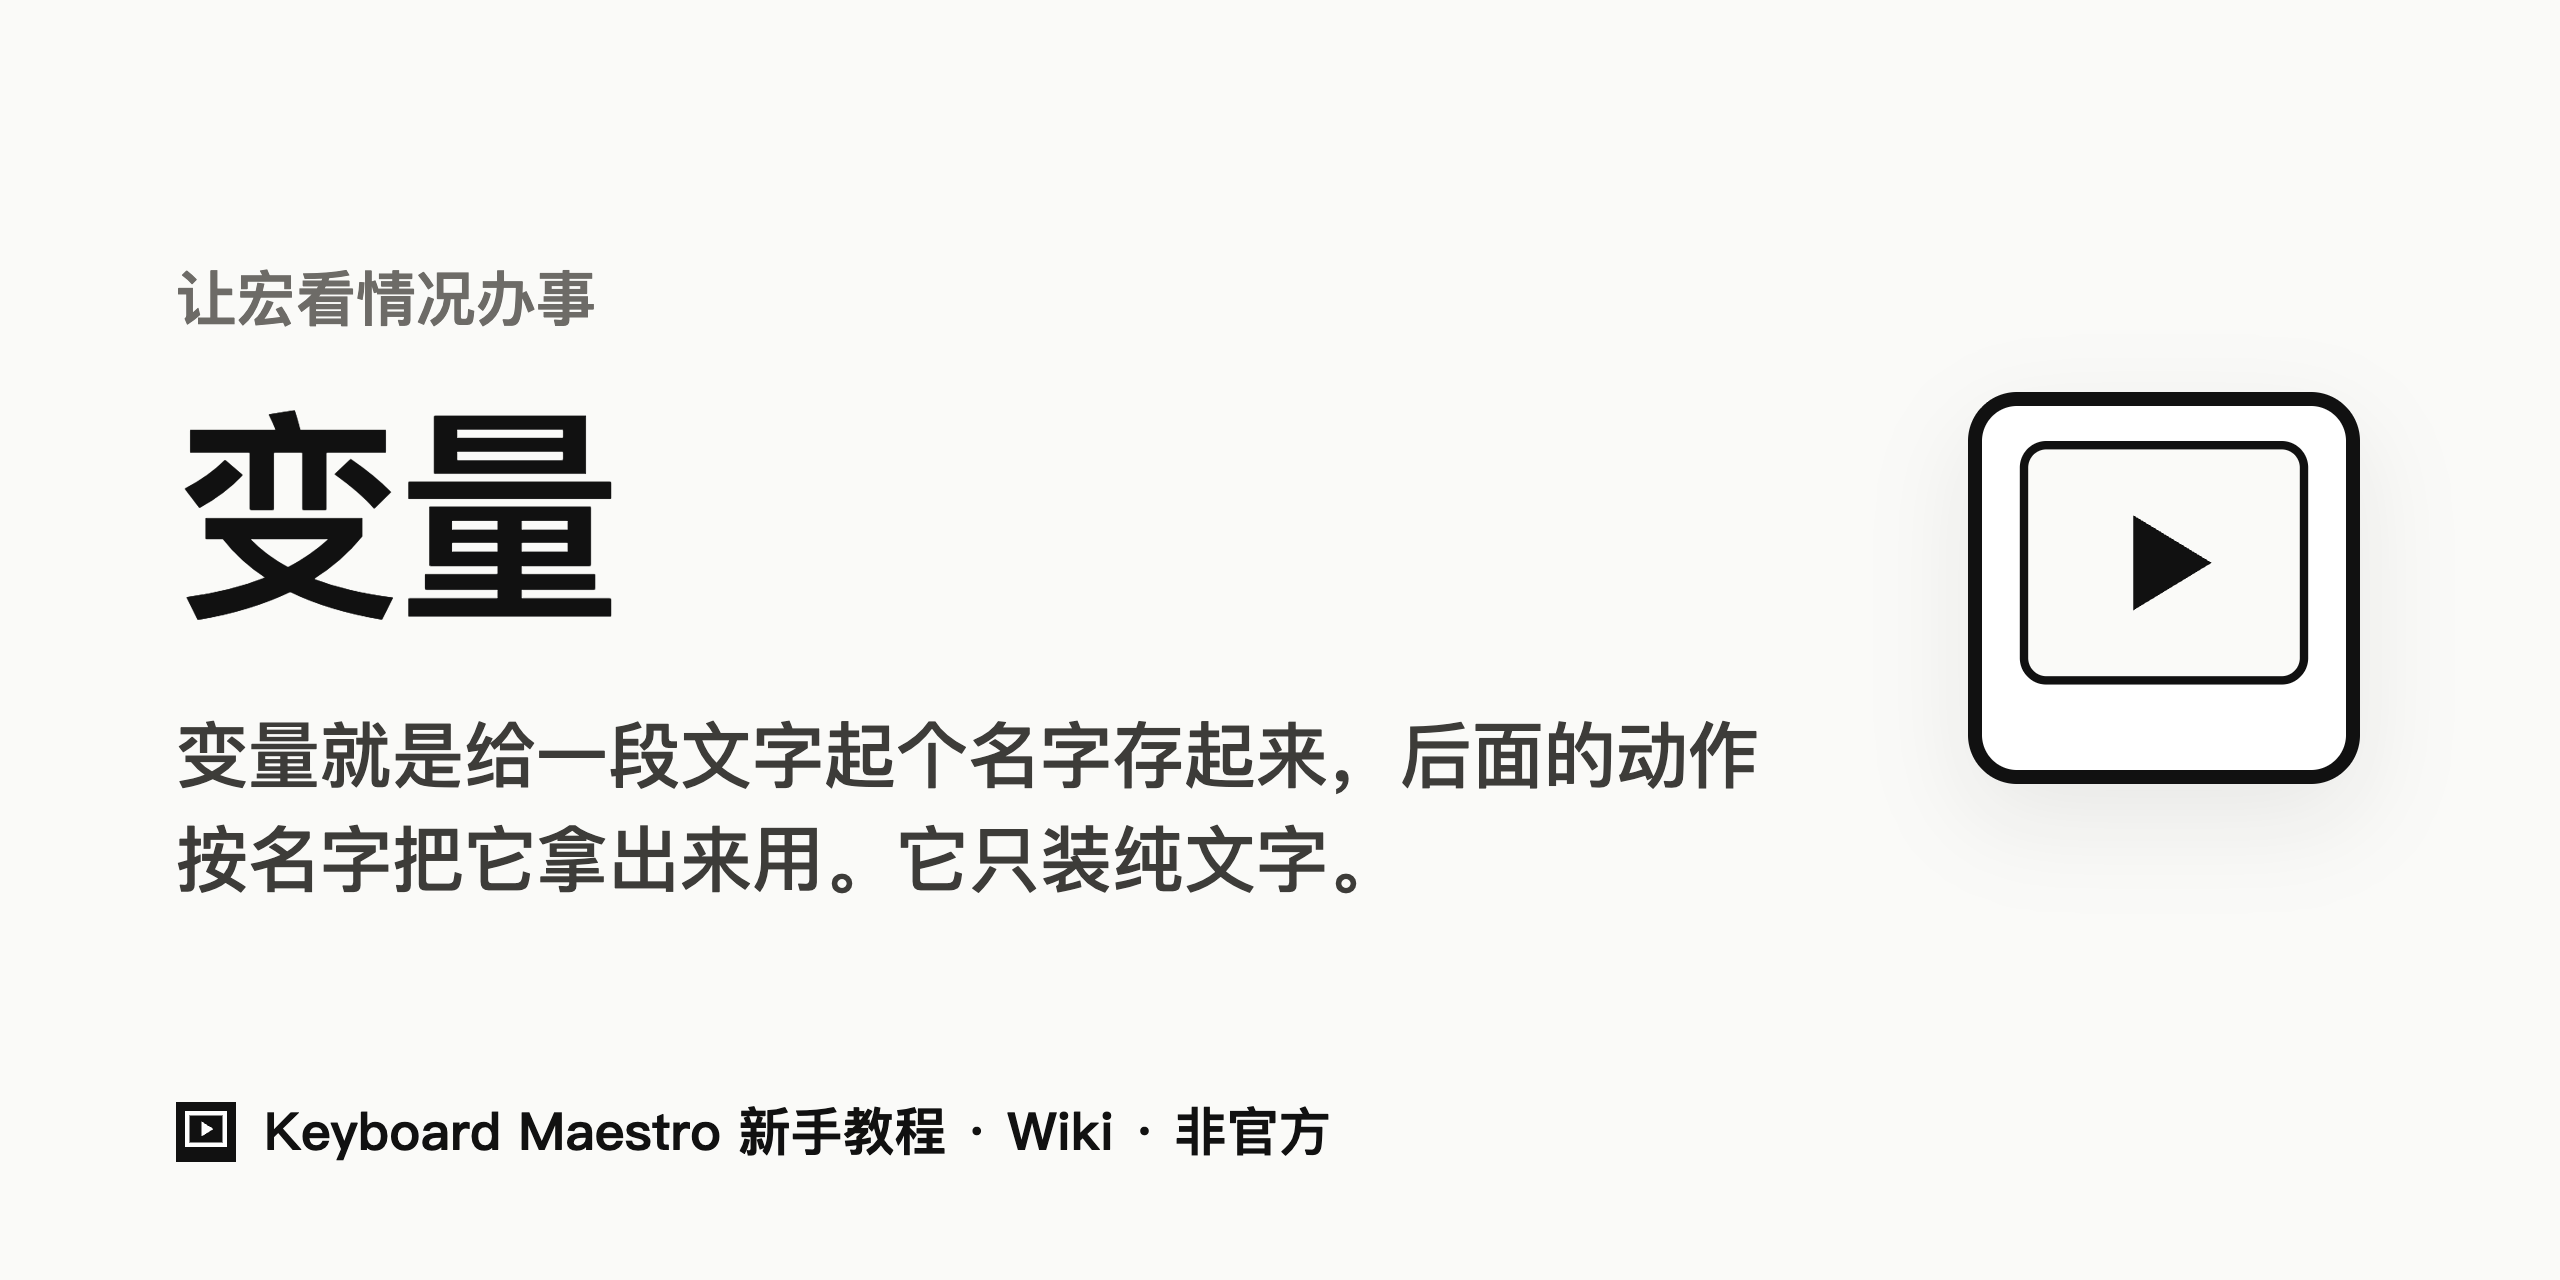 让宏看情况办事
变量
变量就是给一段文字起个名字存起来，后面的动作
按名字把它拿出来用。它只装纯文字。
Keyboard Maestro 新手教程 · Wiki · 非官方